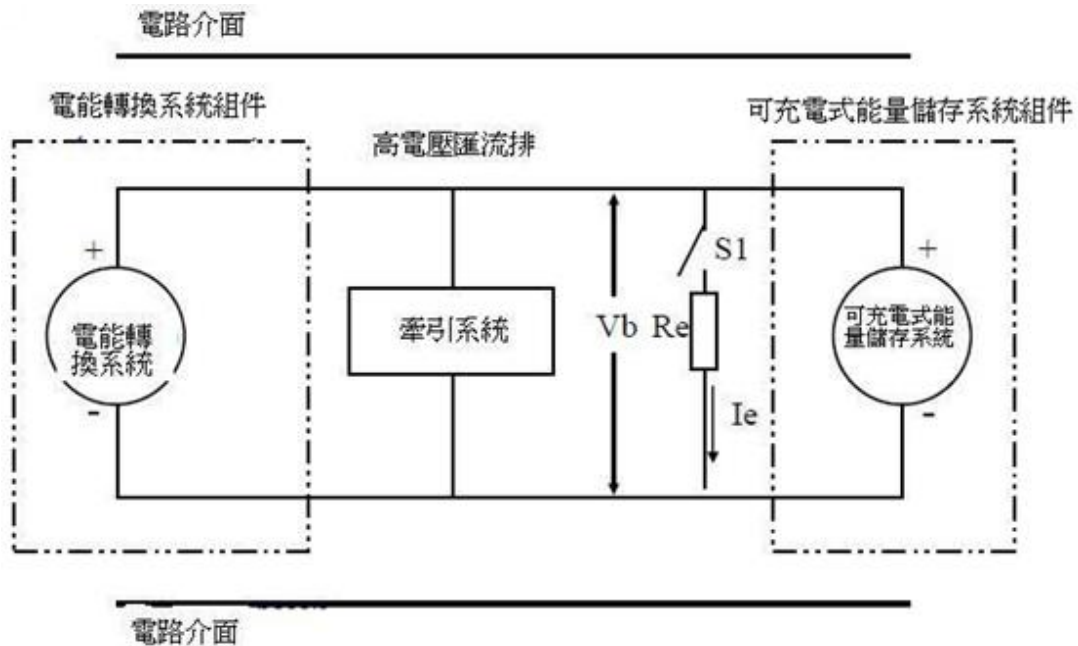 電路介面
電能轉換系統組件
可充電式能量儲存系統組件
高電壓匯流排
+
+
S1
電能轉
換系統
牽引系統
Vb
Re
可充電式能
量儲存系統
-
Ie
-
電路介面